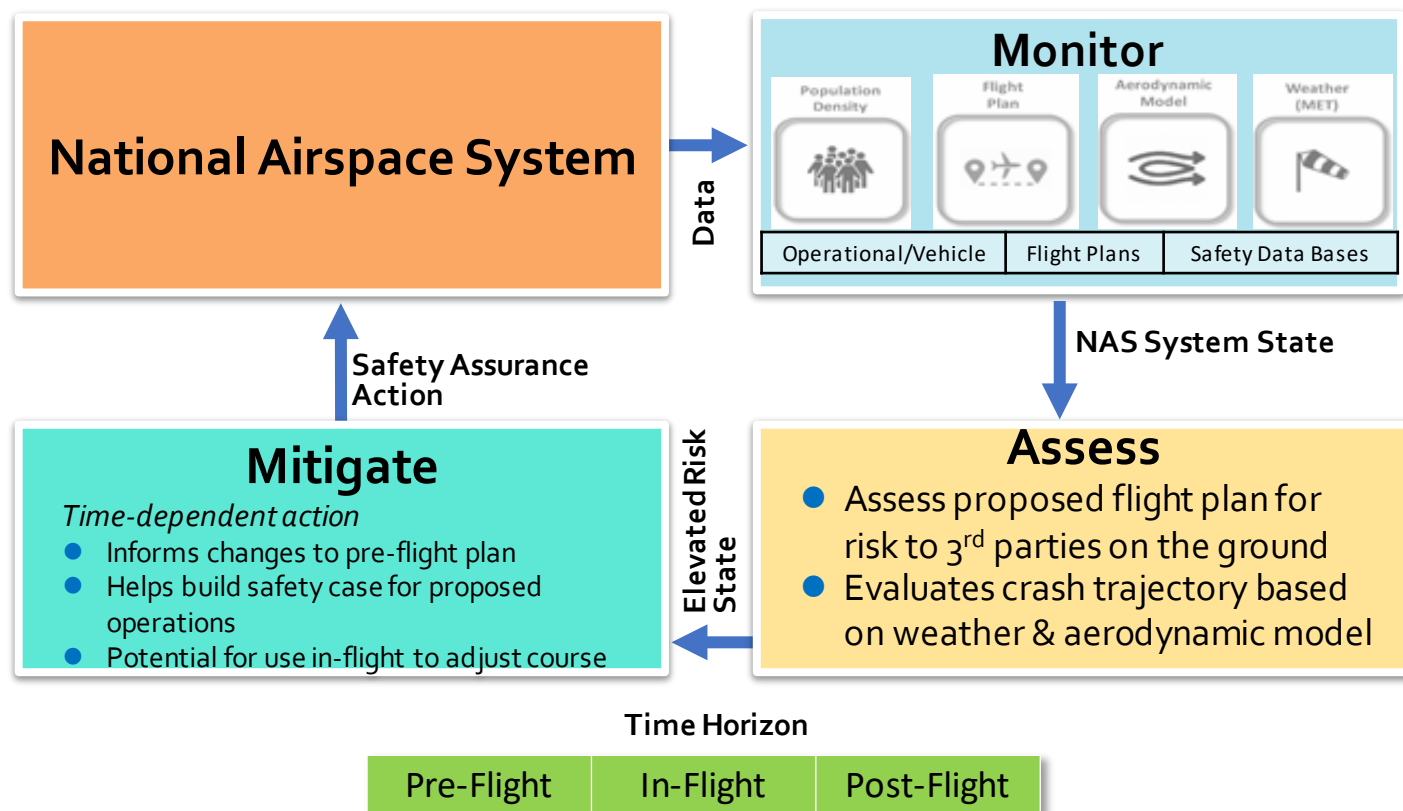 National Airspace System
Data
Monitor
Population
Density
Flight
Plan
Aerodynamic
Model
Weather
(MET)
Operational/Vehicle
Flight Plans
Safety Data Bases
NAS System State
Safety Assurance
Action
Mitigate
Time-dependent action
Informs changes to pre-flight plan
Helps build safety case for proposed
operations
Potential for use in-flight to adjust course
Elevated Risk
State
Assess
Assess proposed flight plan for
risk to 3rd parties on the ground
Evaluates crash trajectory based
on weather & aerodynamic model
Time Horizon
Pre-Flight
In-Flight
Post-Flight